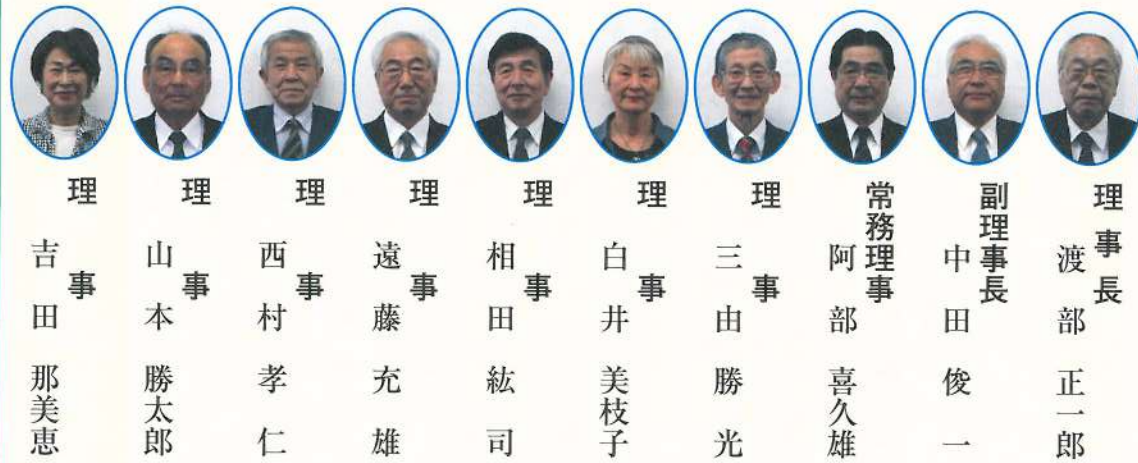 理事長
渡部正一郎
副理事長
中田俊一
常務理事
阿部喜久雄
理事
三由勝光
理事
白井美枝子
理事
相田紘司
理事
遠藤充雄
理事
西村孝仁
理事
山本勝太郎
理事
吉田那美恵